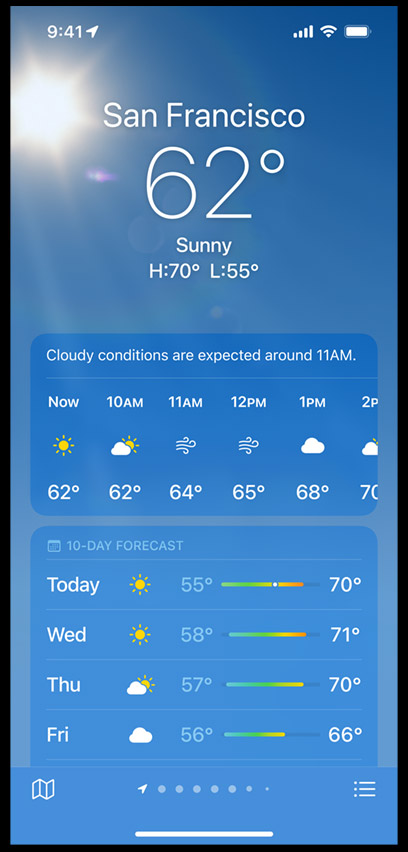 9:41
San Francisco
62°
Sunny
H:70° L:55°
Cloudy conditions are expected around 11AM.
Now 10AM 11AM 12PM 1PM 2P
62° 62° 64° 65° 68° 70
10-DAY FORECAST
Today 55° 70°
Wed 58° 71°
Thu 57° 70°
Fri 56° 66°